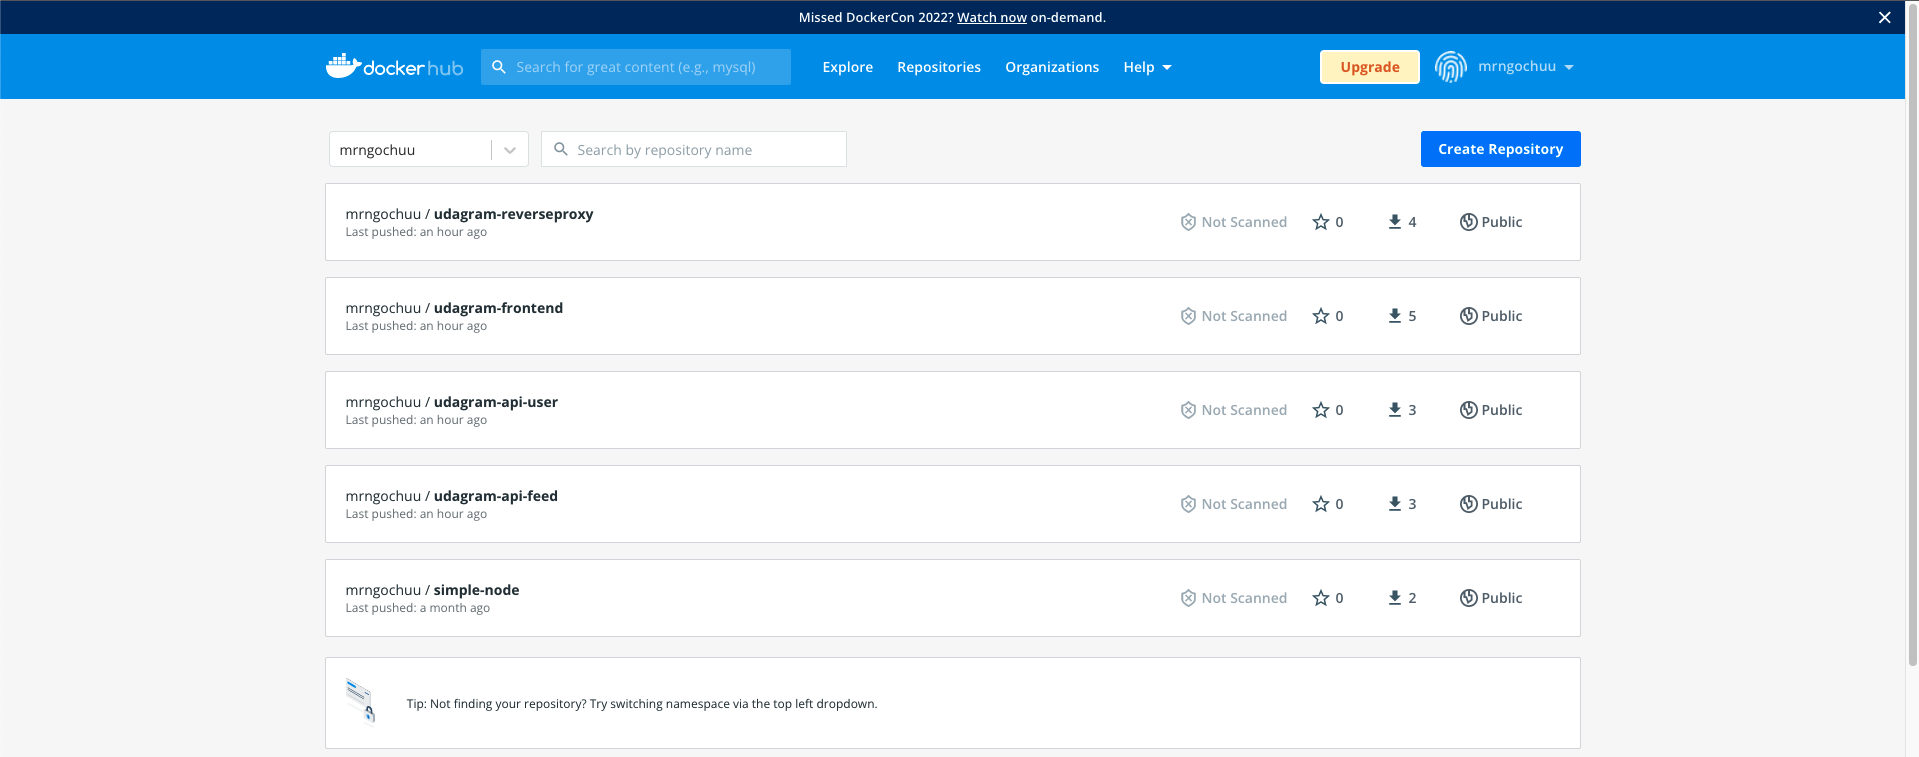 Missed DockerCon 2022? Watch now on-demand.
dockerhub Search for great content (e.g., mysql) Explore Repositories Organizations Help Upgrade mrngochuu
mrngochuu Search by repository name Create Repository
mrngochuu / udagram-reverseproxy Not Scanned 0 4 Public
Last pushed: an hour ago
mrngochuu / udagram-frontend Not Scanned 0 5 Public
Last pushed: an hour ago
mrngochuu / udagram-api-user Not Scanned 0 3 Public
Last pushed: an hour ago
mrngochuu / udagram-api-feed Not Scanned 0 3 Public
Last pushed: an hour ago
mrngochuu / simple-node Not Scanned 0 2 Public
Last pushed: a month ago
Tip: Not finding your repository? Try switching namespace via the top left dropdown.